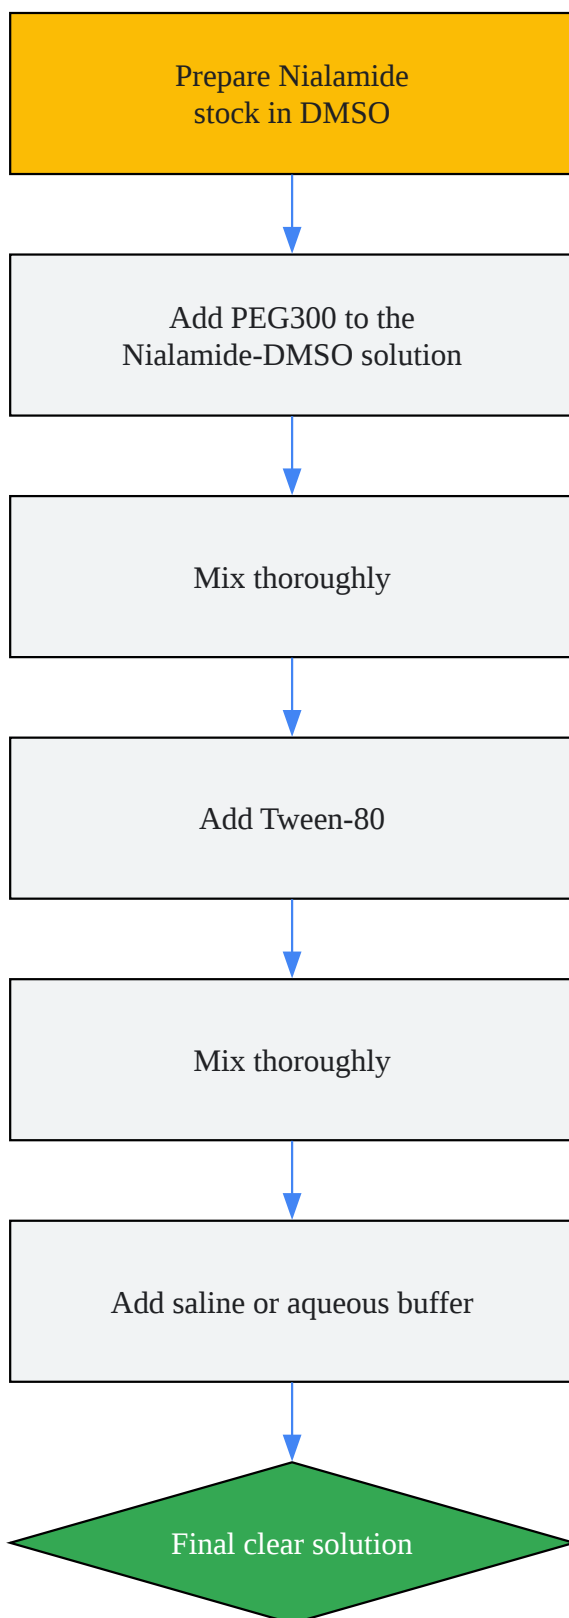 Prepare Nialamide
stock in DMSO
Add PEG300 to the
Nialamide-DMSO solution
Mix thoroughly
Add Tween-80
Mix thoroughly
Add saline or aqueous buffer
Final clear solution